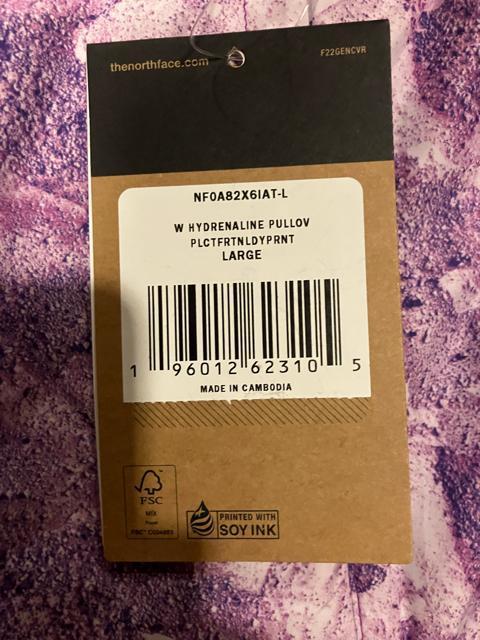 thenorthface.com
F22GENCVR
NF0A82X6IAT-L
W HYDRENALINE PULLOV
PLCTFRTNLDYPRNT
LARGE
1 96012 62310 5
MADE IN CAMBODIA
FSC
MIX
Paper
PRINTED WITH
SOY INK